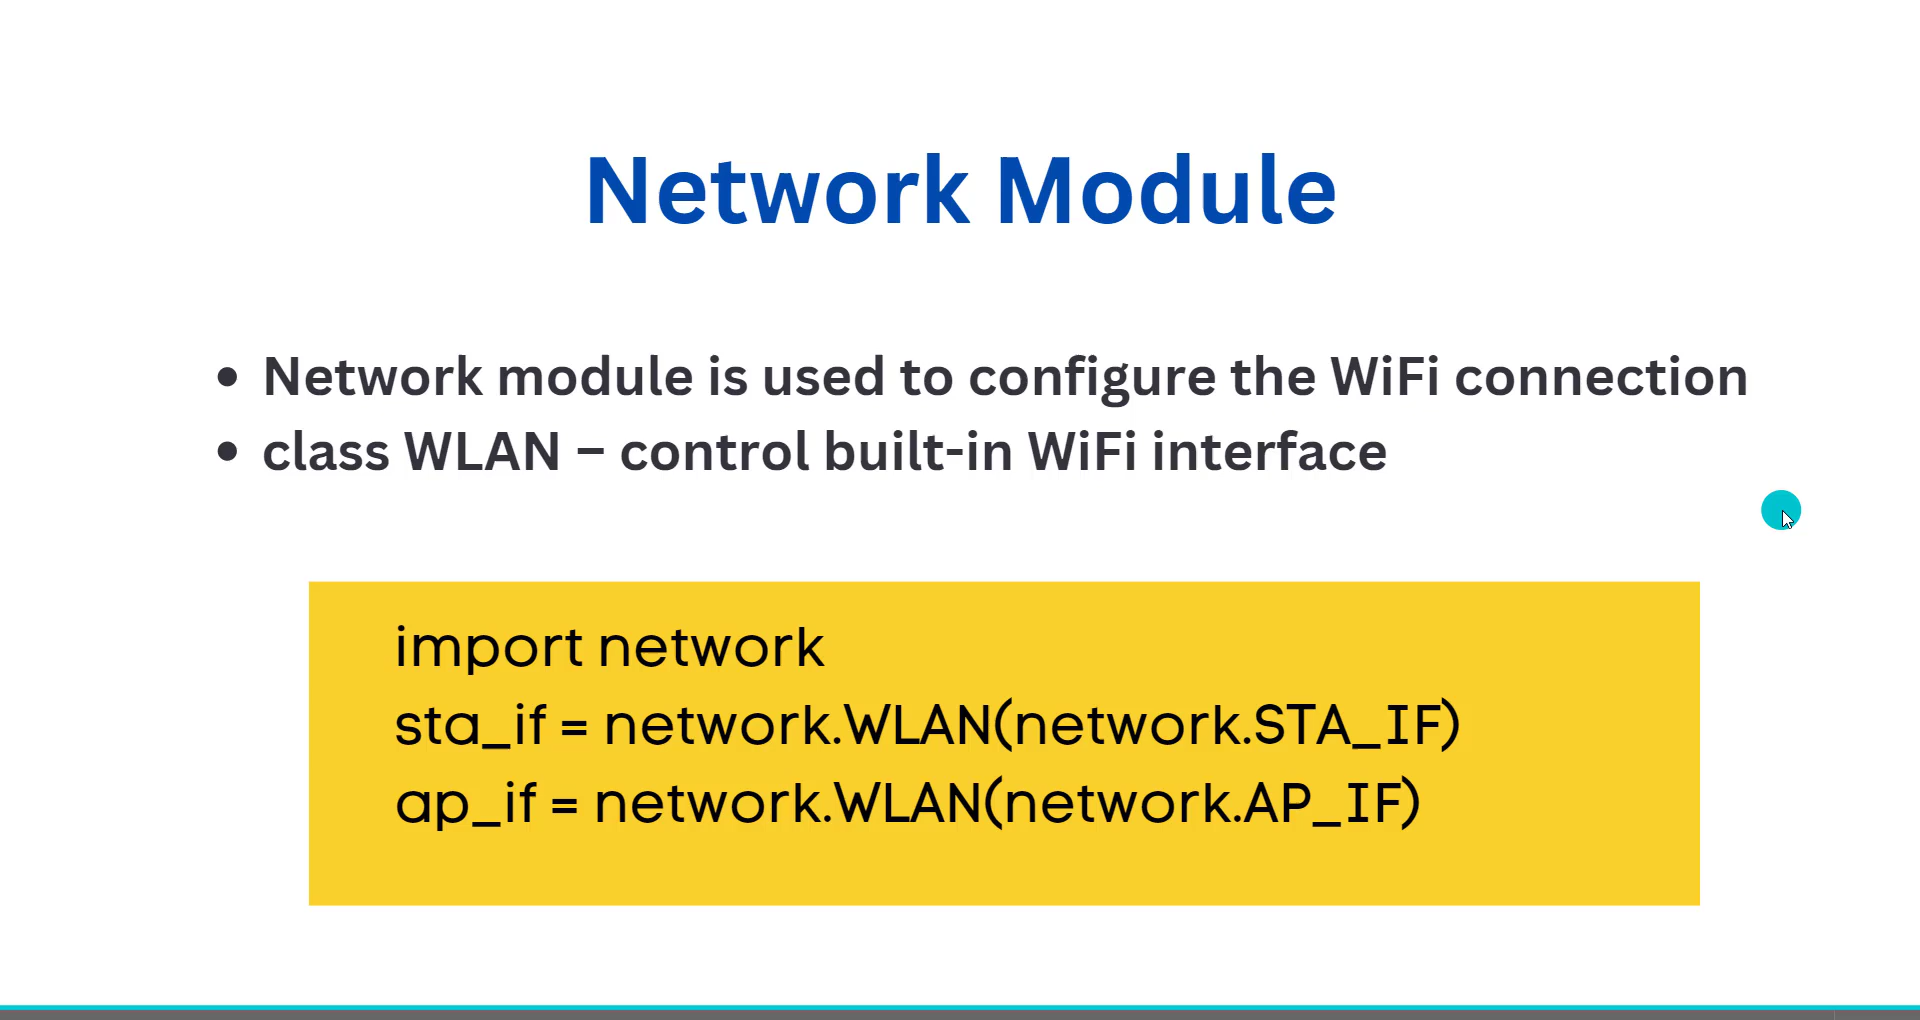 Network Module
• Network module is used to configure the WiFi connection
• class WLAN – control built-in WiFi interface
import network
sta_if = network.WLAN(network.STA_IF)
ap_if = network.WLAN(network.AP_IF)